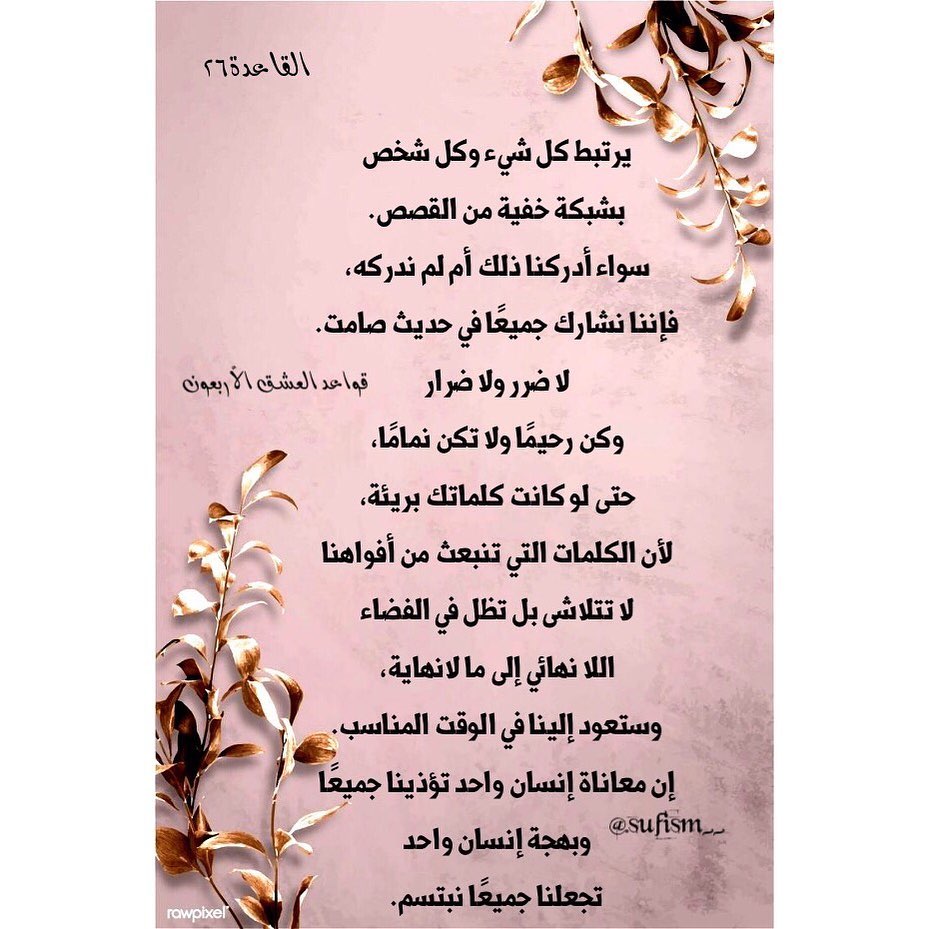 القاعدة ٢٦
يرتبط كل شيء وكل شخص
بشبكة خفية من القصص.
سواء أدركنا ذلك أم لم ندركه،
فإننا نشارك جميعًا في حديث صامت.
لا ضرر ولا ضرار
قواعد العشق الأربعون
وكن رحيمًا ولا تكن نمامًا،
حتى لو كانت كلماتك بريئة،
لأن الكلمات التي تنبعث من أفواهنا
لا تتلاشى بل تظل في الفضاء
اللا نهائي إلى ما لانهاية،
وستعود إلينا في الوقت المناسب.
إن معاناة إنسان واحد تؤذينا جميعًا
@sufism__
وبهجة إنسان واحد
تجعلنا جميعًا نبتسم.
rawpixel